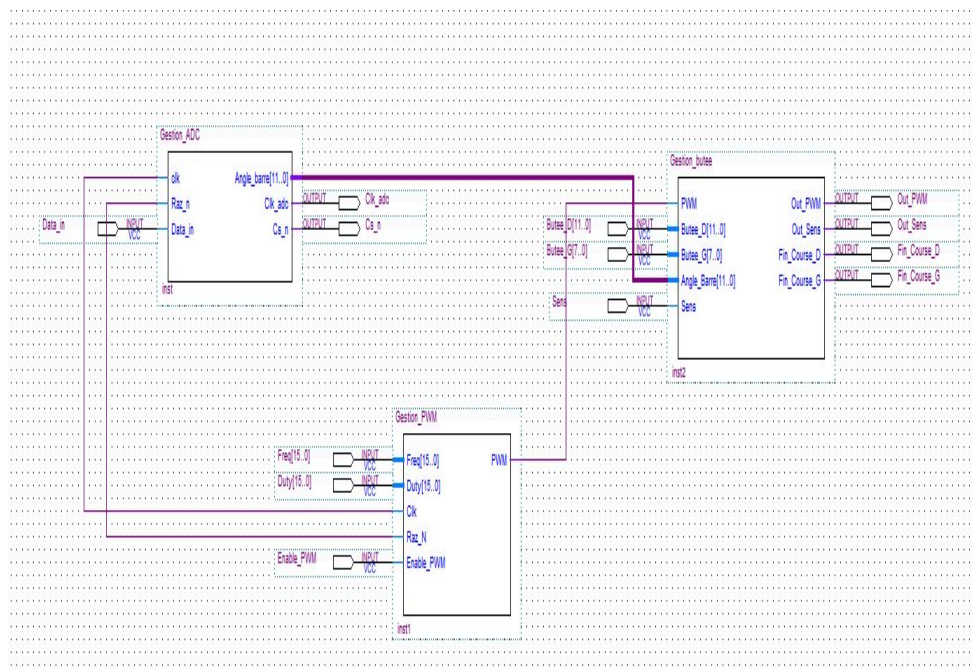 Gestion_ADC
clk
Raz_n
Data_in
Angle_barre[11..0]
Clk_adc
Cs_n
inst
Data_in
INPUT
VCC
OUTPUT
Clk_adc
OUTPUT
Cs_n
Gestion_butee
PWM
Butee_D[11..0]
Butee_G[7..0]
Angle_Barre[11..0]
Sens
Out_PWM
Out_Sens
Fin_Course_D
Fin_Course_G
inst2
Butee_D[11..0]
INPUT
VCC
Butee_G[7..0]
INPUT
VCC
Sens
INPUT
VCC
OUTPUT
Out_PWM
OUTPUT
Out_Sens
OUTPUT
Fin_Course_D
OUTPUT
Fin_Course_G
Gestion_PWM
Freq[15..0]
Duty[15..0]
Clk
Raz_N
Enable_PWM
PWM
inst1
Freq[15..0]
INPUT
VCC
Duty[15..0]
INPUT
VCC
Enable_PWM
INPUT
VCC